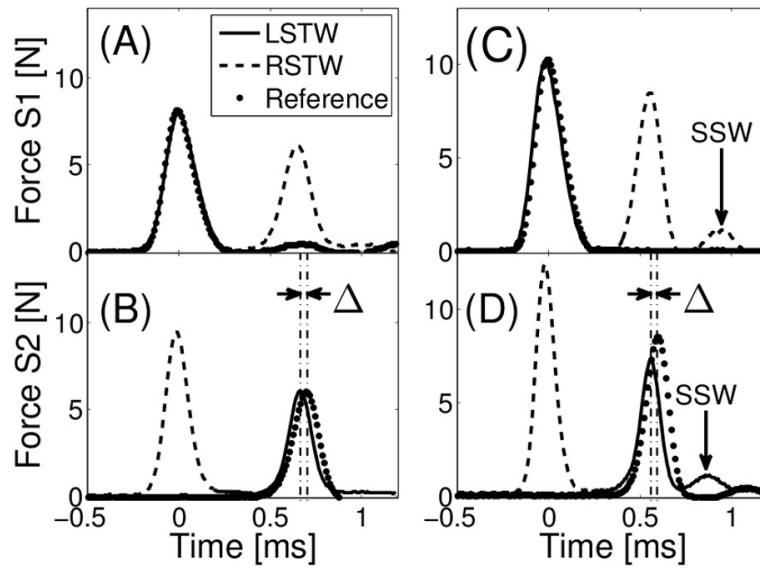 (A)
LSTW
RSTW
Reference
(C)
SSW
Force S1 [N]
10
5
0
10
5
0
(B)
Δ
(D)
Δ
SSW
Force S2 [N]
10
5
0
10
5
0
−0.5 0 0.5 1
−0.5 0 0.5 1
Time [ms]
Time [ms]